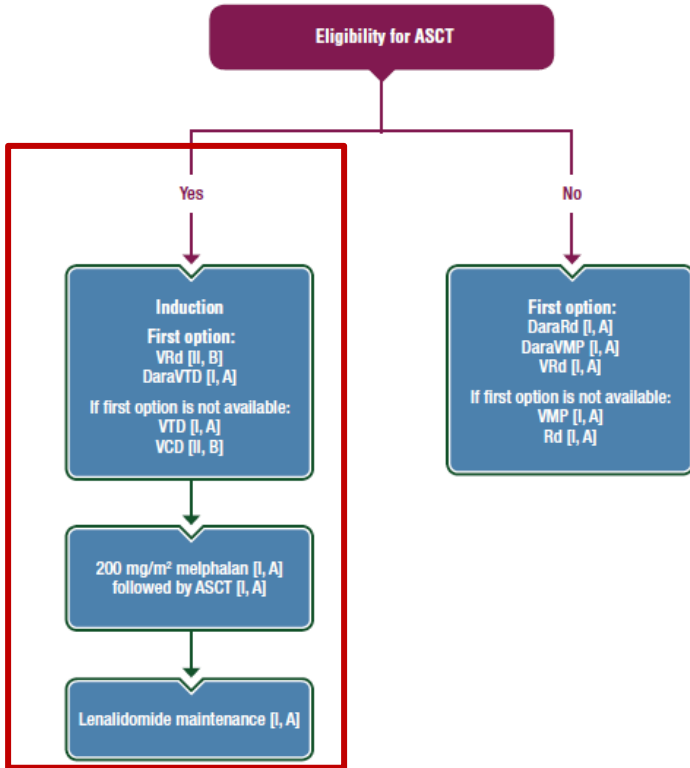 Eligibility for ASCT
Yes
No
Induction
First option:
VRd [II, B]
DaraVTD [I, A]
If first option is not available:
VTD [I, A]
VCD [II, B]
First option:
DaraRd [I, A]
DaraVMP [I, A]
VRd [I, A]
If first option is not available:
VMP [I, A]
Rd [I, A]
200 mg/m² melphalan [I, A]
followed by ASCT [I, A]
Lenalidomide maintenance [I, A]